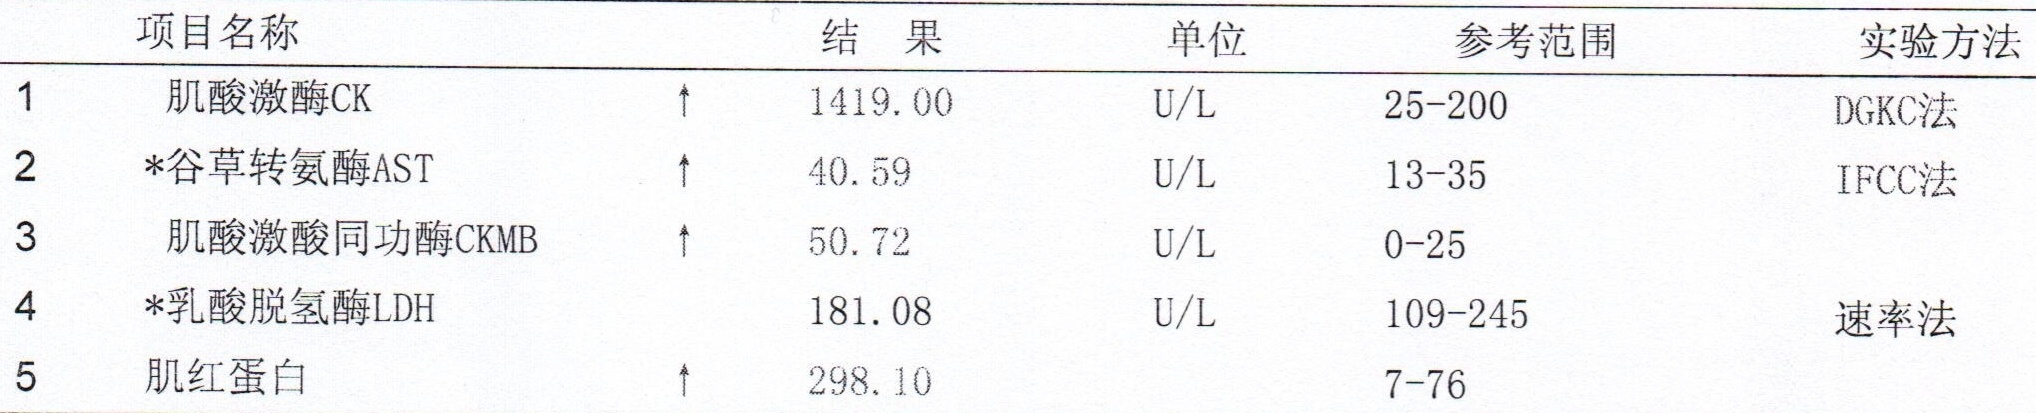 项目名称 结 果 单位 参考范围 实验方法
1 肌酸激酶CK ↑ 1419.00 U/L 25-200 DGKC法
2 *谷草转氨酶AST ↑ 40.59 U/L 13-35 IFCC法
3 肌酸激酸同功酶CKMB ↑ 50.72 U/L 0-25
4 *乳酸脱氢酶LDH 181.08 U/L 109-245 速率法
5 肌红蛋白 ↑ 298.10 7-76